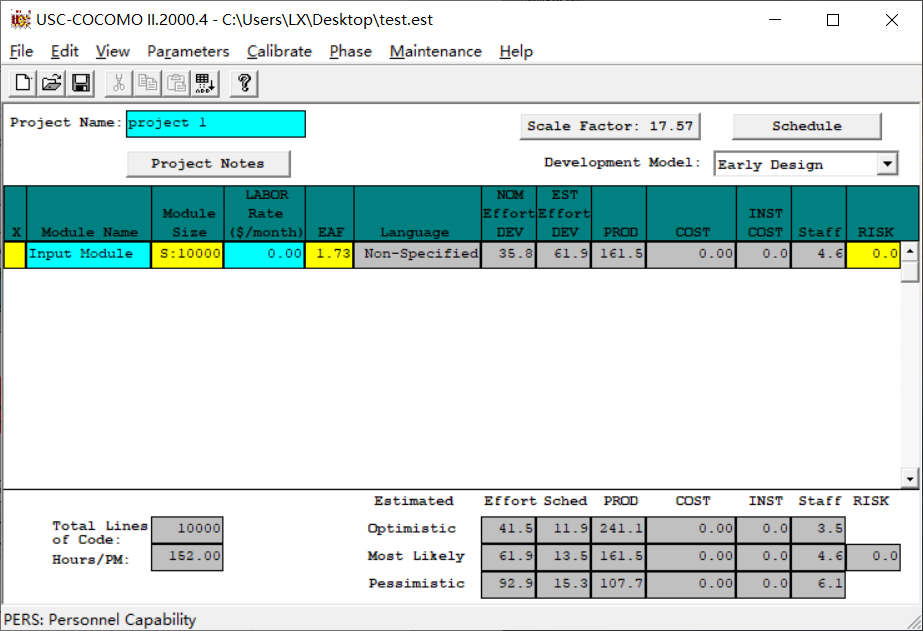 USC-COCOMO II.2000.4 - C:\Users\LX\Desktop\test.est
File Edit View Parameters Calibrate Phase Maintenance Help
Project Name: project 1
Scale Factor: 17.57
Schedule
Project Notes
Development Model: Early Design
X Module Name Module Size LABOR Rate ($/month) EAF Language NOM Effort DEV EST Effort DEV PROD COST INST COST Staff RISK
Input Module S:10000 0.00 1.73 Non-Specified 35.8 61.9 161.5 0.00 0.0 4.6 0.0
Estimated Effort Sched PROD COST INST Staff RISK
Total Lines of Code: 10000
Optimistic 41.5 11.9 241.1 0.00 0.0 3.5
Hours/PM: 152.00
Most Likely 61.9 13.5 161.5 0.00 0.0 4.6 0.0
Pessimistic 92.9 15.3 107.7 0.00 0.0 6.1
PERS: Personnel Capability